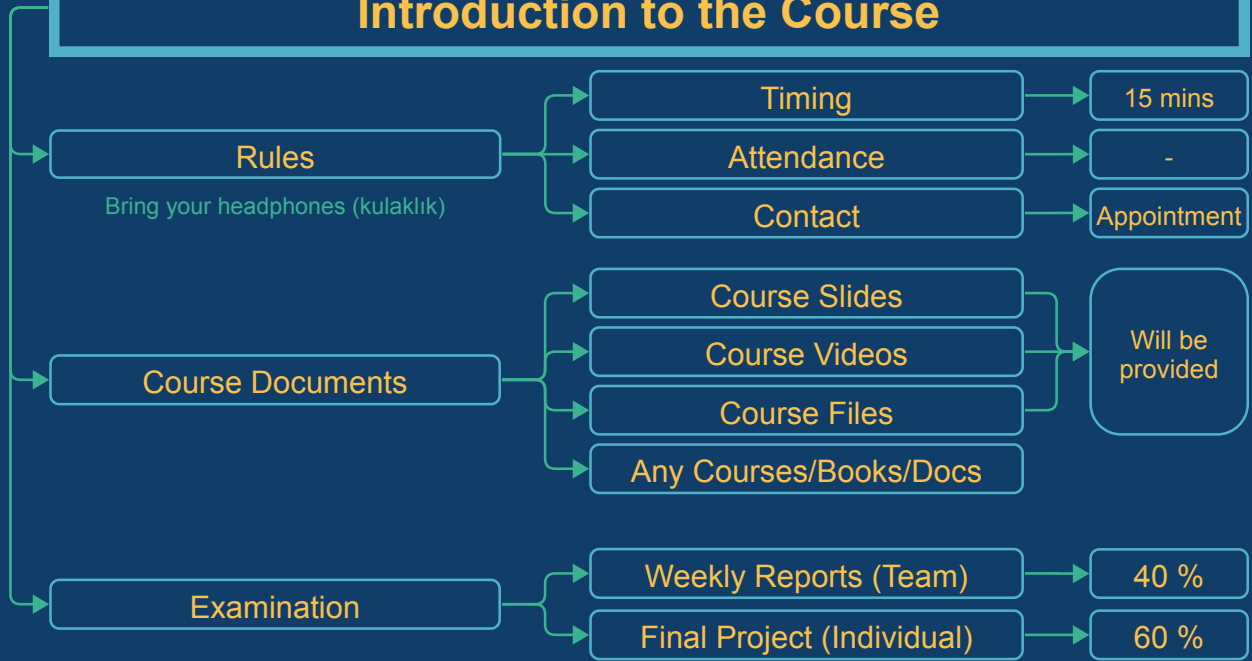 Introduction to the Course
Rules
Bring your headphones (kulaklık)
Timing
15 mins
Attendance
-
Contact
Appointment
Course Documents
Course Slides
Course Videos
Course Files
Any Courses/Books/Docs
Will be
provided
Examination
Weekly Reports (Team)
40 %
Final Project (Individual)
60 %